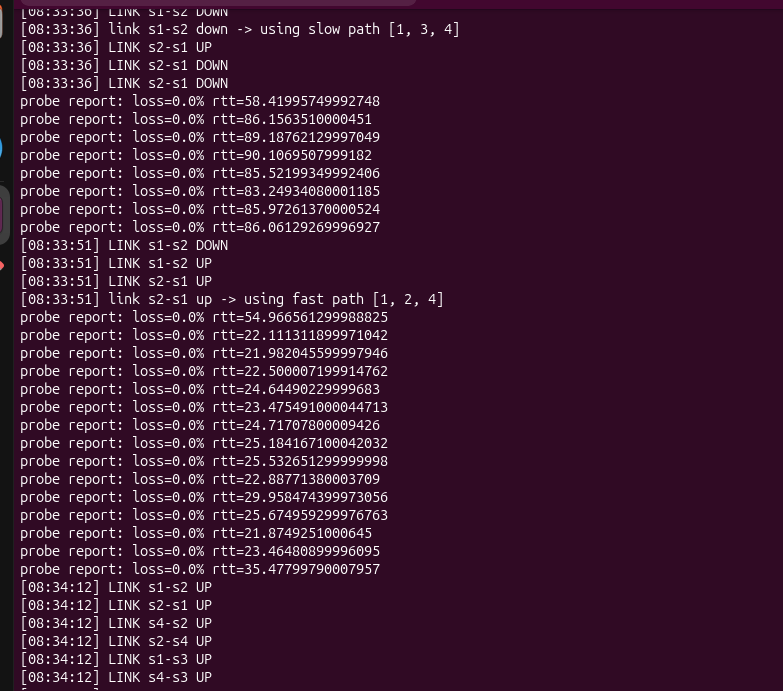 [08:33:36] LINK s1-s2 DOWN
[08:33:36] link s1-s2 down -> using slow path [1, 3, 4]
[08:33:36] LINK s2-s1 UP
[08:33:36] LINK s2-s1 DOWN
[08:33:36] LINK s2-s1 DOWN
probe report: loss=0.0% rtt=58.41995749992748
probe report: loss=0.0% rtt=86.1563510000451
probe report: loss=0.0% rtt=89.18762129997049
probe report: loss=0.0% rtt=90.1069507999182
probe report: loss=0.0% rtt=85.52199349992406
probe report: loss=0.0% rtt=83.24934080001185
probe report: loss=0.0% rtt=85.97261370000524
probe report: loss=0.0% rtt=86.06129269996927
[08:33:51] LINK s1-s2 DOWN
[08:33:51] LINK s1-s2 UP
[08:33:51] LINK s2-s1 UP
[08:33:51] link s2-s1 up -> using fast path [1, 2, 4]
probe report: loss=0.0% rtt=54.966561299988825
probe report: loss=0.0% rtt=22.111311899971042
probe report: loss=0.0% rtt=21.982045599997946
probe report: loss=0.0% rtt=22.500007199914762
probe report: loss=0.0% rtt=24.64490229999683
probe report: loss=0.0% rtt=23.475491000044713
probe report: loss=0.0% rtt=24.71707800009426
probe report: loss=0.0% rtt=25.184167100042032
probe report: loss=0.0% rtt=25.532651299999998
probe report: loss=0.0% rtt=22.88771380003709
probe report: loss=0.0% rtt=29.958474399973056
probe report: loss=0.0% rtt=25.674959299976763
probe report: loss=0.0% rtt=21.8749251000645
probe report: loss=0.0% rtt=23.46480899996095
probe report: loss=0.0% rtt=35.47799790007957
[08:34:12] LINK s1-s2 UP
[08:34:12] LINK s2-s1 UP
[08:34:12] LINK s4-s2 UP
[08:34:12] LINK s2-s4 UP
[08:34:12] LINK s1-s3 UP
[08:34:12] LINK s4-s3 UP